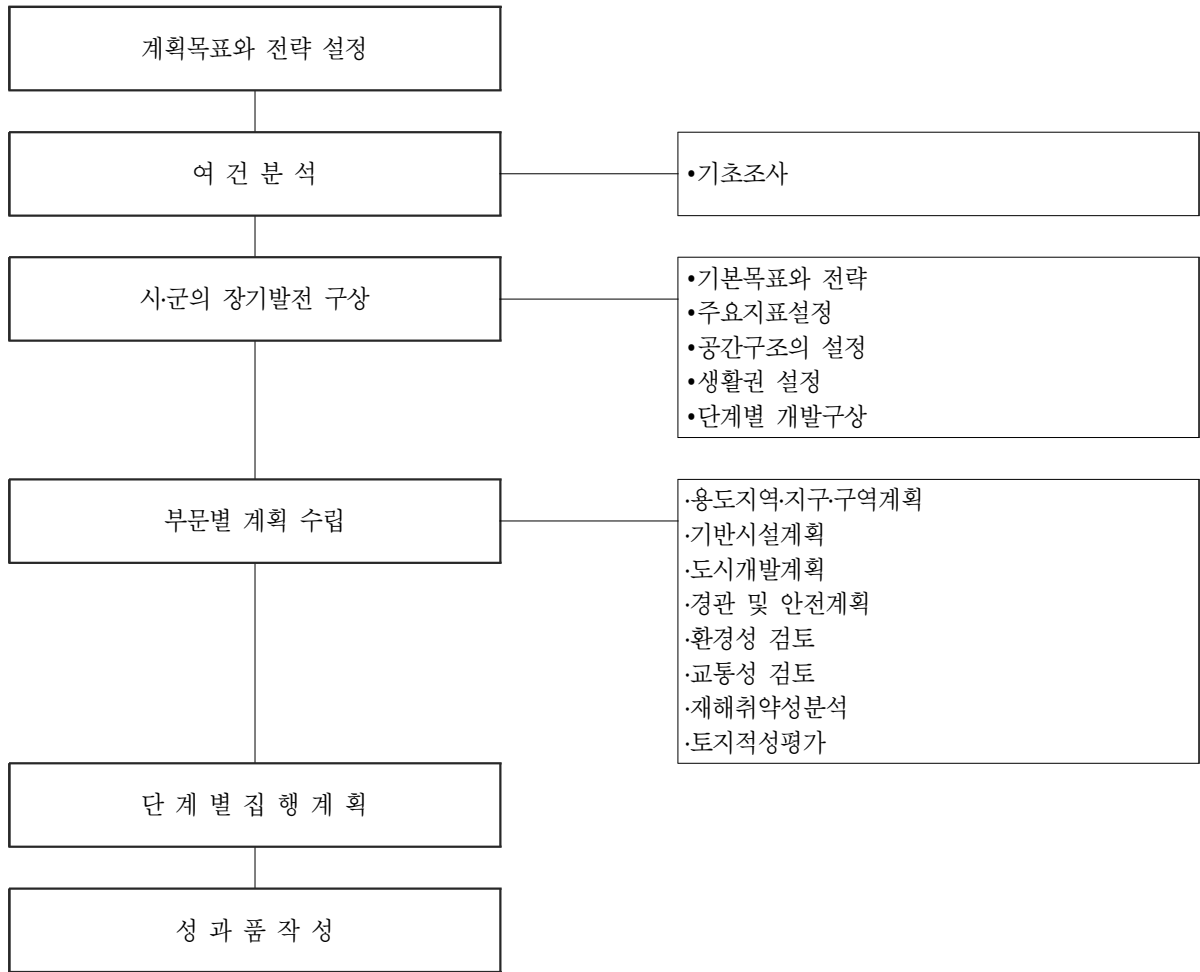 계획목표와 전략 설정
여 건 분 석
•기초조사
시·군의 장기발전 구상
•기본목표와 전략
•주요지표설정
•공간구조의 설정
•생활권 설정
•단계별 개발구상
부문별 계획 수립
·용도지역·지구·구역계획
·기반시설계획
·도시개발계획
·경관 및 안전계획
·환경성 검토
·교통성 검토
·재해취약성분석
·토지적성평가
단 계 별 집 행 계 획
성 과 품 작 성